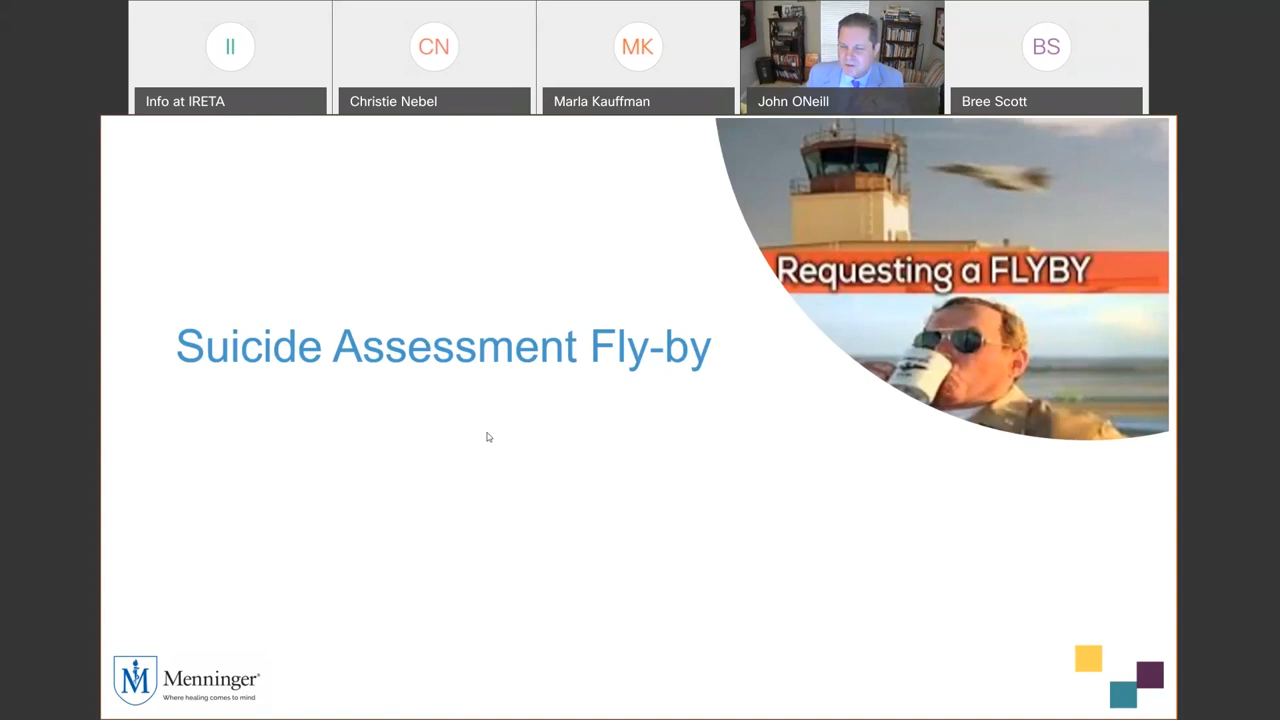 II
CN
MK
BS
Info at IRETA
Christie Nebel
Marla Kauffman
John ONeill
Bree Scott
Requesting a FLYBY
Suicide Assessment Fly-by
M
Menninger®
Where healing comes to mind